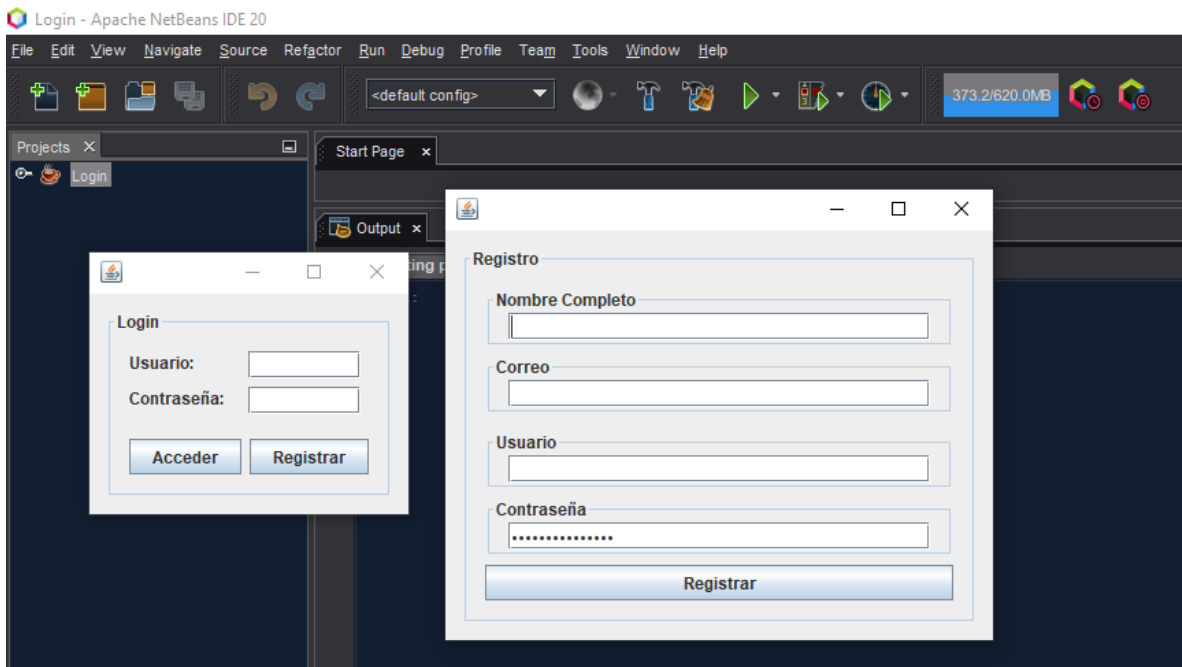 Login - Apache NetBeans IDE 20
File Edit View Navigate Source Refactor Run Debug Profile Team Tools Window Help
<default config>
373.2/620.0MB
Projects
Start Page
Login
Output
ting p
:
Login
Usuario:
Contraseña:
Acceder Registrar
Registro
Nombre Completo
Correo
Usuario
Contraseña
•••••••••••••••
Registrar